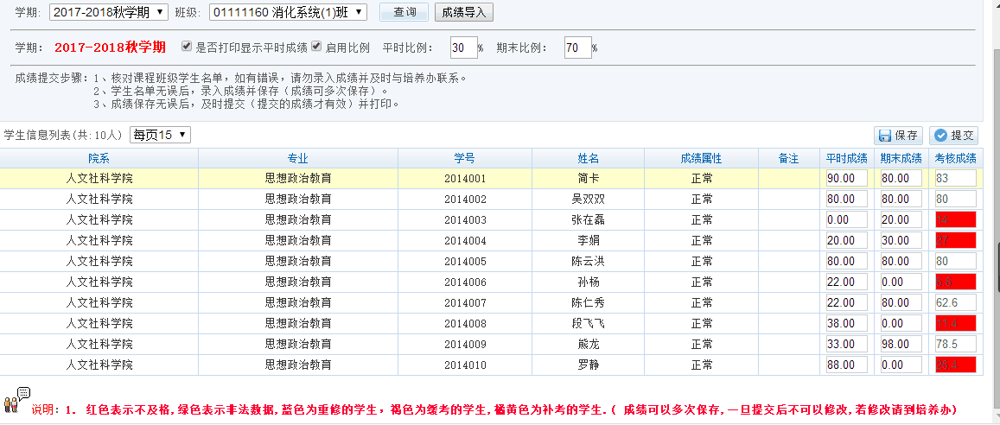 学期: 2017-2018秋学期 班级: 01111160 消化系统(1)班 查询 成绩导入
学期: 2017-2018秋学期 是否打印显示平时成绩 启用比例 平时比例: 30 % 期末比例: 70 %
成绩提交步骤:1、核对课程班级学生名单，如有错误，请勿录入成绩并及时与培养办联系。
2、学生名单无误后，录入成绩并保存（成绩可多次保存）。
3、成绩保存无误后，及时提交（提交的成绩才有效）并打印。
学生信息列表(共:10人) 每页15 保存 提交
院系 专业 学号 姓名 成绩属性 备注 平时成绩 期末成绩 考核成绩
人文社科学院 思想政治教育 2014001 简卡 正常 90.00 80.00 83
人文社科学院 思想政治教育 2014002 吴双双 正常 80.00 80.00 80
人文社科学院 思想政治教育 2014003 张在磊 正常 0.00 20.00 14
人文社科学院 思想政治教育 2014004 李娟 正常 20.00 30.00 27
人文社科学院 思想政治教育 2014005 陈云洪 正常 80.00 80.00 80
人文社科学院 思想政治教育 2014006 孙杨 正常 22.00 0.00 6.6
人文社科学院 思想政治教育 2014007 陈仁秀 正常 22.00 80.00 62.6
人文社科学院 思想政治教育 2014008 段飞飞 正常 38.00 0.00 11.4
人文社科学院 思想政治教育 2014009 熊龙 正常 33.00 98.00 78.5
人文社科学院 思想政治教育 2014010 罗静 正常 88.00 0.00 26.4
说明:1. 红色表示不及格,绿色表示非法数据,蓝色为重修的学生，褐色为缓考的学生,橘黄色为补考的学生.( 成绩可以多次保存,一旦提交后不可以修改,若修改请到培养办)